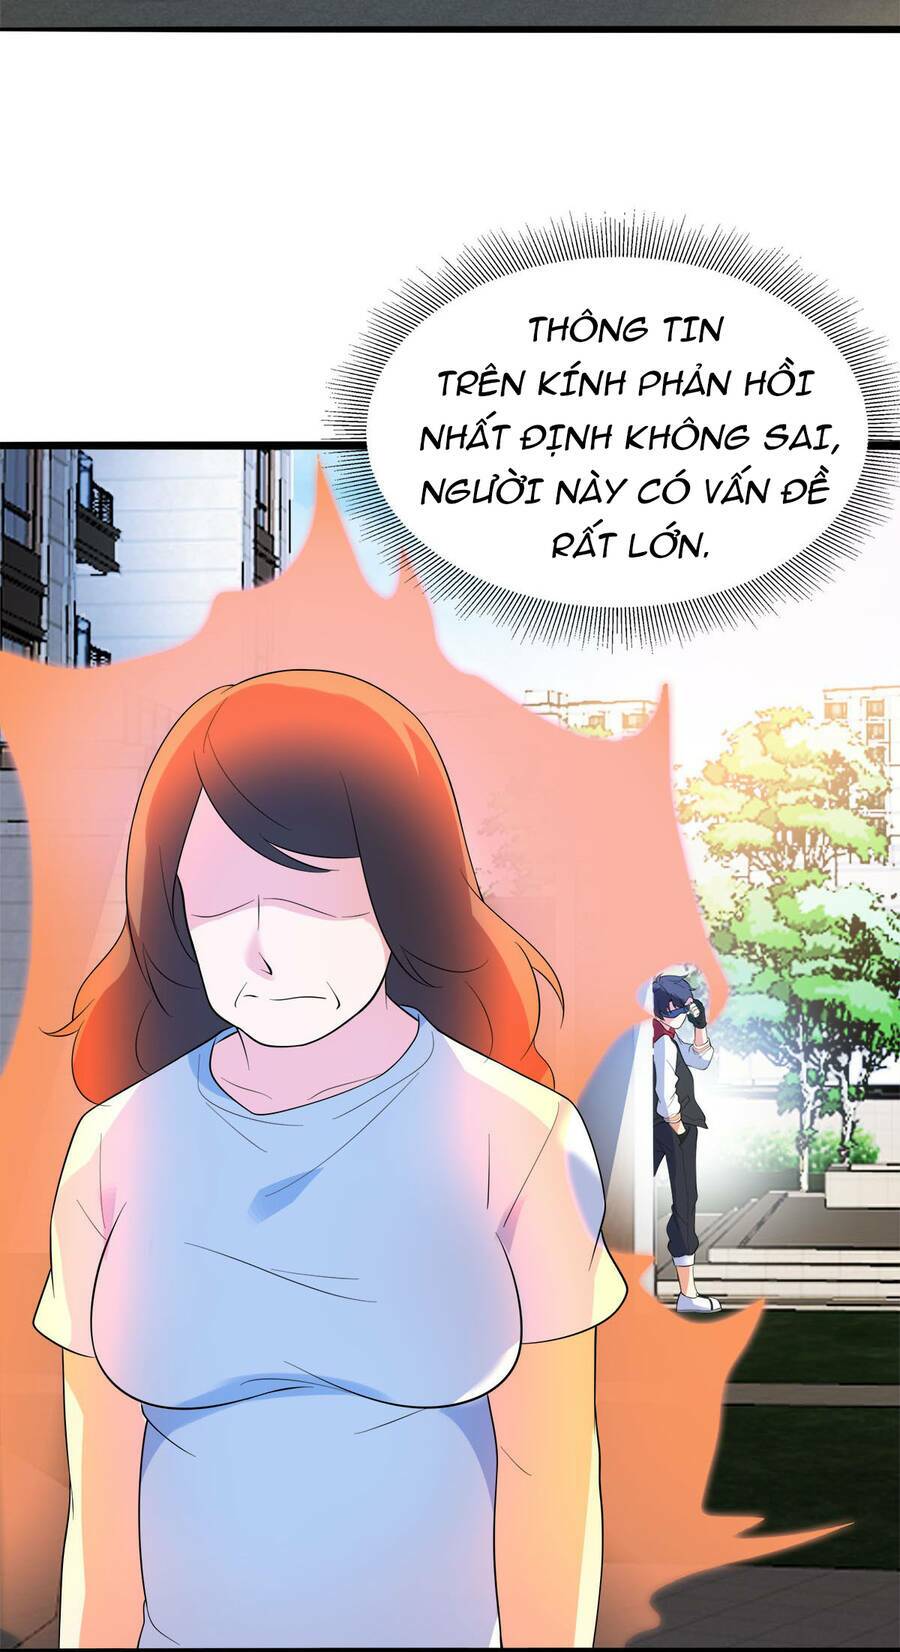 THÔNG TIN
TRÊN KÍNH PHẢN HỒI
NHẤT ĐỊNH KHÔNG SAI,
NGƯỜI NÀY CÓ VẤN ĐỀ
RẤT LỚN.